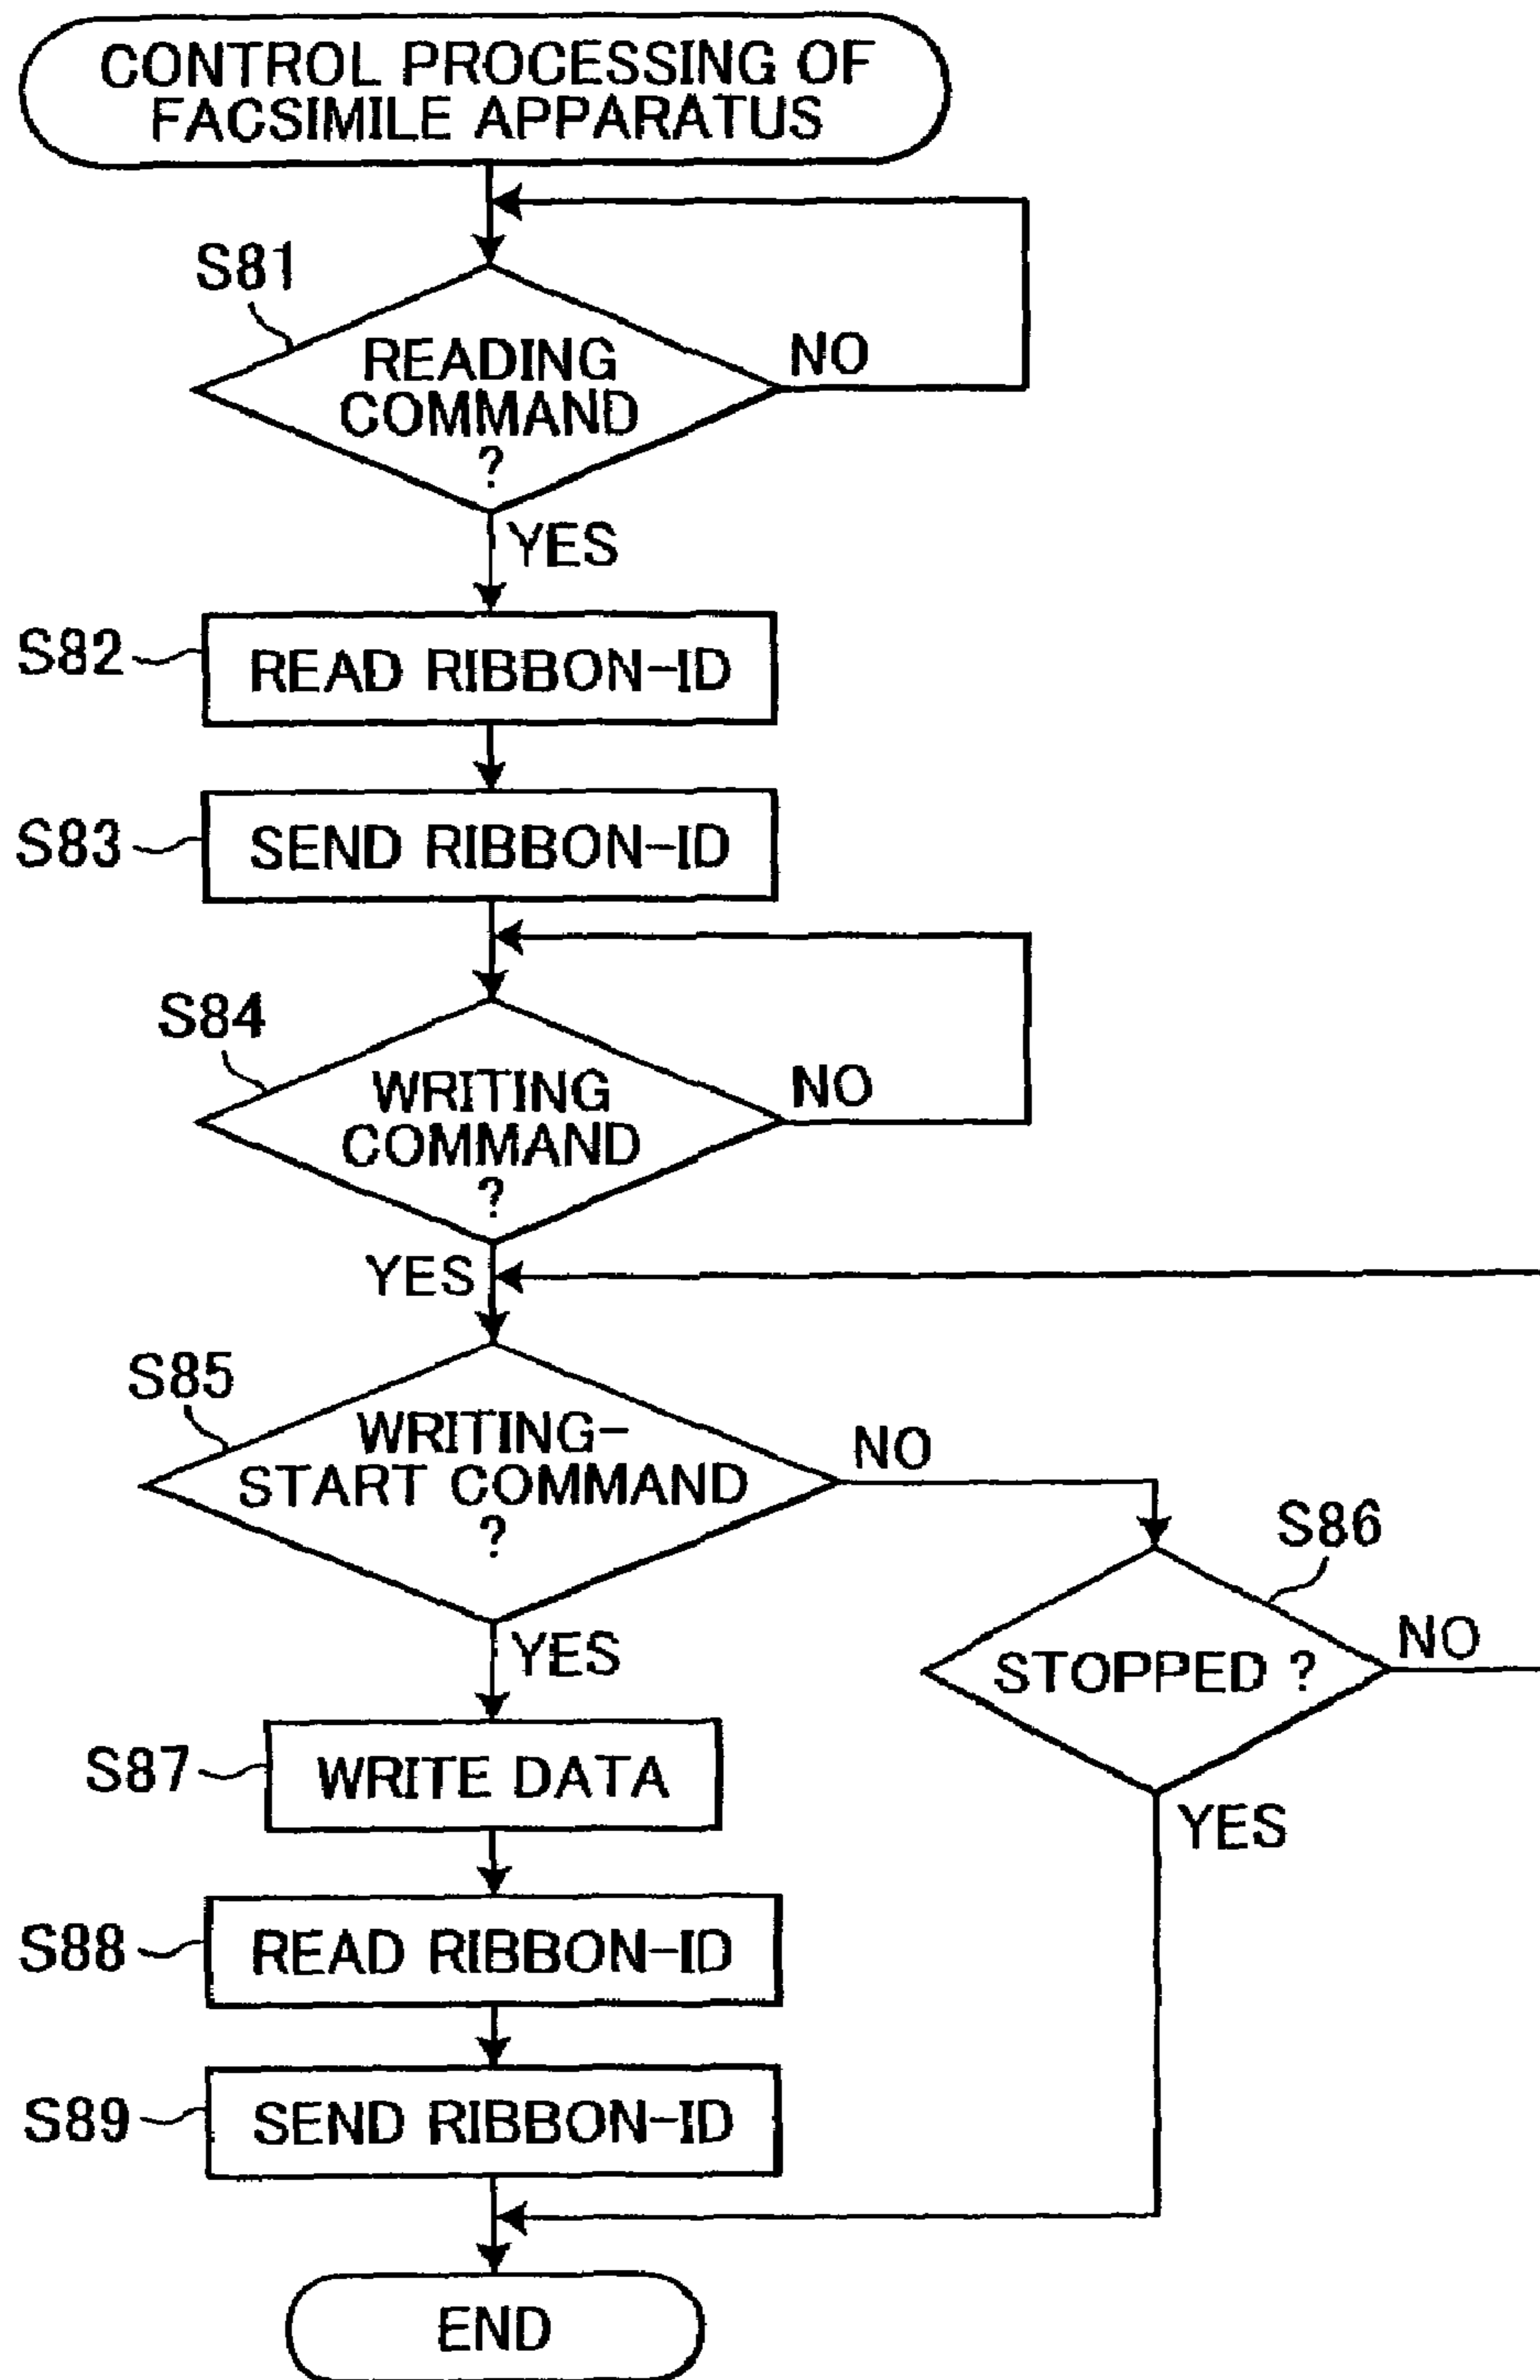 CONTROL PROCESSING OF
FACSIMILE APPARATUS
S81
READING
COMMAND
?
NO
YES
S82
READ RIBBON-ID
S83
SEND RIBBON-ID
S84
WRITING
COMMAND
?
NO
YES
S85
WRITING-
START COMMAND
?
NO
YES
S86
STOPPED ?
NO
YES
S87
WRITE DATA
S88
READ RIBBON-ID
S89
SEND RIBBON-ID
END